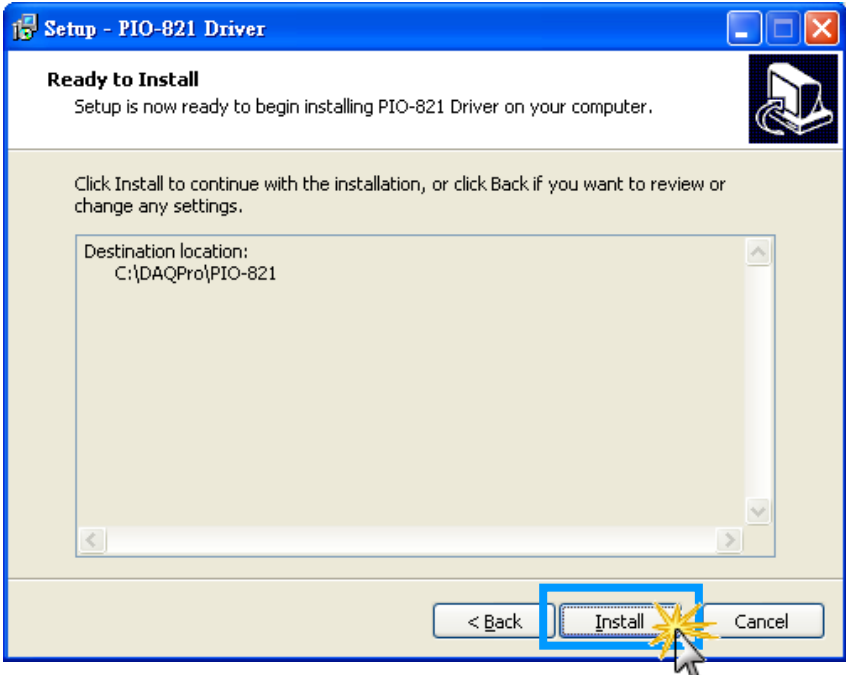 Setup - PIO-821 Driver
Ready to Install
Setup is now ready to begin installing PIO-821 Driver on your computer.
Click Install to continue with the installation, or click Back if you want to review or
change any settings.
Destination location:
C:\DAQPro\PIO-821
< Back
Install
Cancel